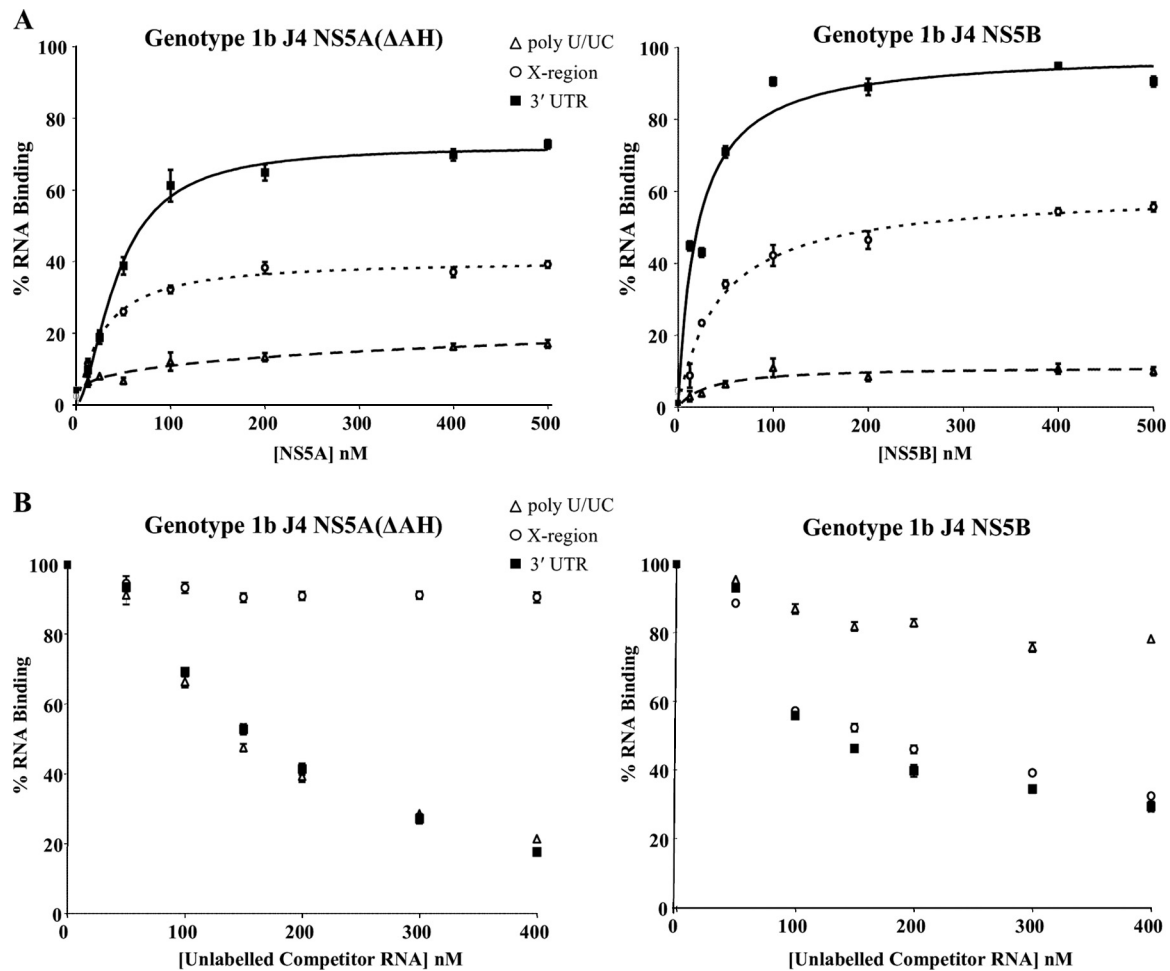 A
Genotype 1b J4 NS5A(ΔAH)
poly U/UC
X-region
3′ UTR
Genotype 1b J4 NS5B
% RNA Binding
100
80
60
40
20
0
0
100
200
300
400
500
[NS5A] nM
% RNA Binding
100
80
60
40
20
0
0
100
200
300
400
500
[NS5B] nM
B
Genotype 1b J4 NS5A(ΔAH)
poly U/UC
X-region
3′ UTR
Genotype 1b J4 NS5B
% RNA Binding
100
80
60
40
20
0
0
100
200
300
400
[Unlabelled Competitor RNA] nM
% RNA Binding
100
80
60
40
20
0
0
100
200
300
400
[Unlabelled Competitor RNA] nM